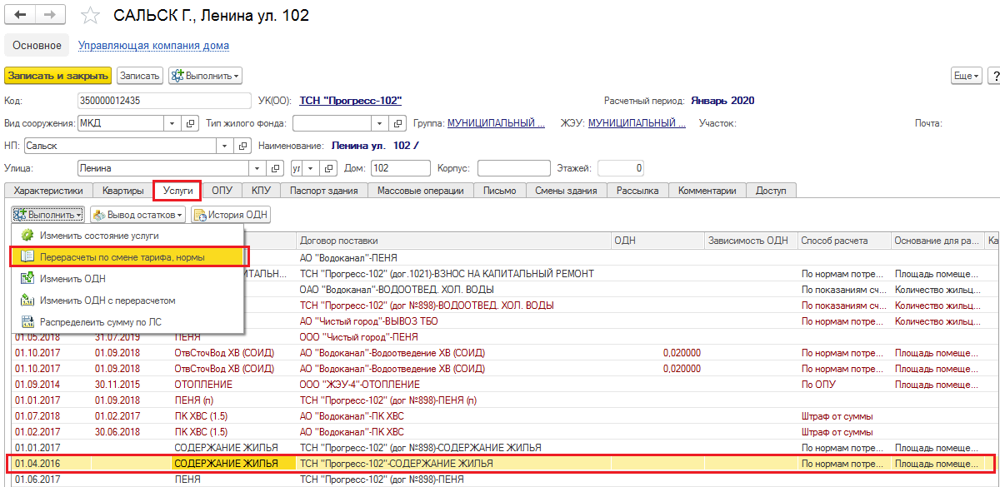 САЛЬСК Г., Ленина ул. 102
Основное Управляющая компания дома
Записать и закрыть Записать Выполнить Еще ?
Код: 350000012435 УК(ОО): ТСН "Прогресс-102" Расчетный период: Январь 2020
Вид сооружения: МКД Тип жилого фонда: Группа: МУНИЦИПАЛЬНЫЙ ... ЖЭУ: МУНИЦИПАЛЬНЫЙ ... Участок: Почта:
НП: Сальск Наименование: Ленина ул. 102 /
Улица: Ленина ул Дом: 102 Корпус: Этажей: 0
Характеристики Квартиры Услуги ОПУ КПУ Паспорт здания Массовые операции Письмо Смены здания Рассылка Комментарии Доступ
Выполнить Вывод остатков История ОДН
Изменить состояние услуги
Перерасчеты по смене тарифа, нормы
Изменить ОДН
Изменить ОДН с перерасчетом
Распределить сумму по ЛС
Договор поставки ОДН Зависимость ОДН Способ расчета Основание для ра... Ка
АО "Водоканал"-ПЕНЯ
ИТАЛЬН... ТСН "Прогресс-102" (дог.1021)-ВЗНОС НА КАПИТАЛЬНЫЙ РЕМОНТ По нормам потре... Площадь помеще...
ОАО "Водоканал"-ВОДООТВЕД. ХОЛ. ВОДЫ По показаниям сч... Количество жильц...
ТСН "Прогресс-102" (дог №898)-ВОДООТВЕД. ХОЛ. ВОДЫ По показаниям сч... Количество жильц...
АО "Чистый город"-ВЫВОЗ ТБО По нормам потре... Количество жильц...
01.05.2018 31.07.2019 ПЕНЯ ООО "Чистый город"-ПЕНЯ
01.10.2017 01.09.2018 ОтвСточВод ХВ (СОИД) АО "Водоканал"-Водоотведение ХВ (СОИД) 0,020000 По нормам потре... Площадь помеще...
01.10.2017 01.09.2018 ОтвСточВод ХВ (СОИД) АО "Водоканал"-Водоотведение ХВ (СОИД) 0,020000 По нормам потре... Площадь помеще...
01.09.2014 30.11.2015 ОТОПЛЕНИЕ ООО "ЖЭУ-4"-ОТОПЛЕНИЕ По ОПУ Площадь помеще...
01.01.2017 01.09.2018 ПЕНЯ (п) ТСН "Прогресс-102" (дог №898)-ПЕНЯ (п)
01.07.2018 01.02.2017 ПК ХВС (1.5) АО "Водоканал"-ПК ХВС Штраф от суммы
01.02.2017 30.06.2018 ПК ХВС (1.5) АО "Водоканал"-ПК ХВС Штраф от суммы
01.01.2017 СОДЕРЖАНИЕ ЖИЛЬЯ ТСН "Прогресс-102" (дог №898)-СОДЕРЖАНИЕ ЖИЛЬЯ По нормам потре... Площадь помеще...
01.04.2016 СОДЕРЖАНИЕ ЖИЛЬЯ ТСН "Прогресс-102"-СОДЕРЖАНИЕ ЖИЛЬЯ По нормам потре... Площадь помеще...
01.06.2017 ПЕНЯ ТСН "Прогресс-102" (дог №898)-ПЕНЯ